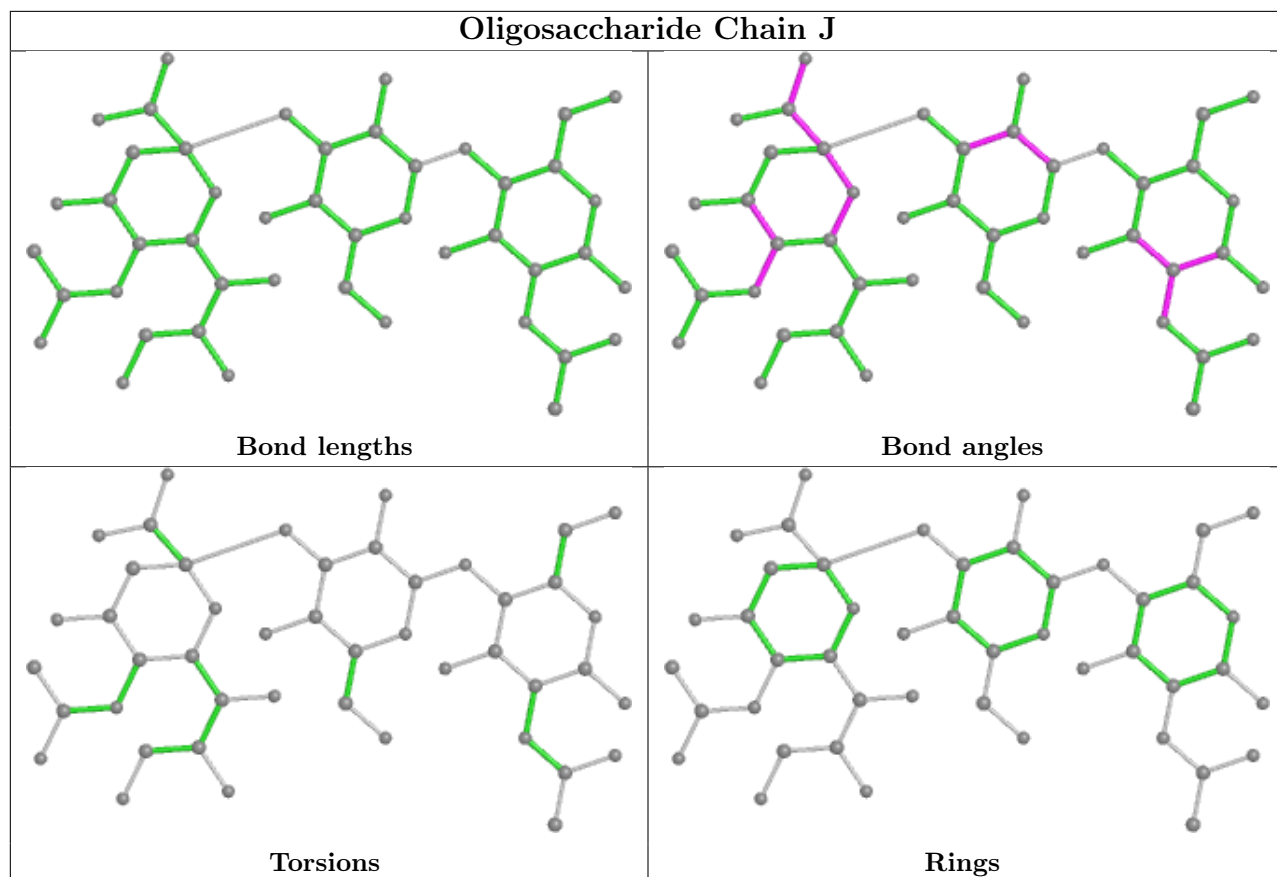 Oligosaccharide Chain J
Bond lengths
Bond angles
Torsions
Rings